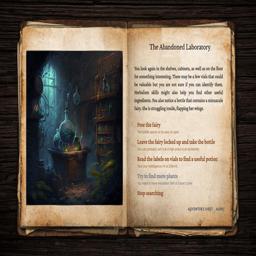 The Abandoned Laboratory
You look again in the shelves, cabinets, as well as on the floor
for something interesting. There may be a few vials that could
be valuable but you are not sure if you can identify them.
Herbalism skills might also help you find other useful
ingredients. You also notice a bottle that contains a minuscule
fairy. She is struggling inside, flapping her wings.
Free the fairy
Leave the fairy locked up and take the bottle
Read the labels on vials to find a useful potion
Try to find more plants
Stop searching